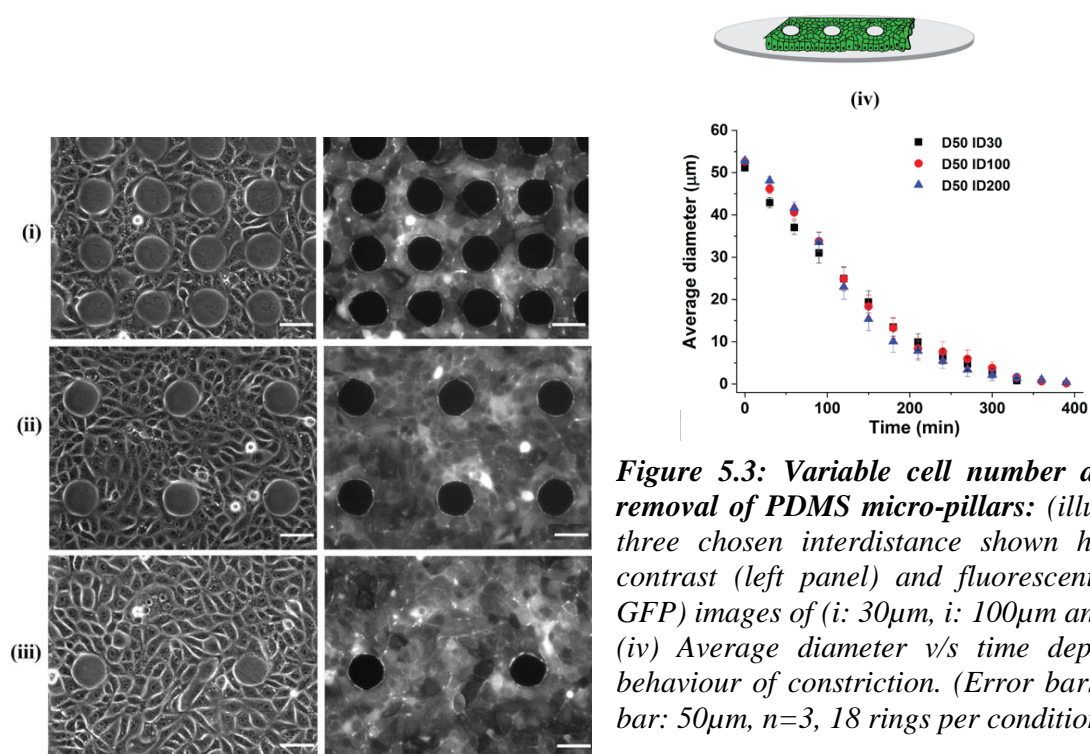 (iv)
(i)
(ii)
(iii)
60
50
40
30
20
10
0
Average diameter (μm)
D50 ID30
D50 ID100
D50 ID200
0 100 200 300 400
Time (min)
Figure 5.3: Variable cell number a
removal of PDMS micro-pillars: (illu
three chosen interdistance shown h
contrast (left panel) and fluorescent
GFP) images of (i: 30μm, i: 100μm an
(iv) Average diameter v/s time dep
behaviour of constriction. (Error bar
bar: 50μm, n=3, 18 rings per condition